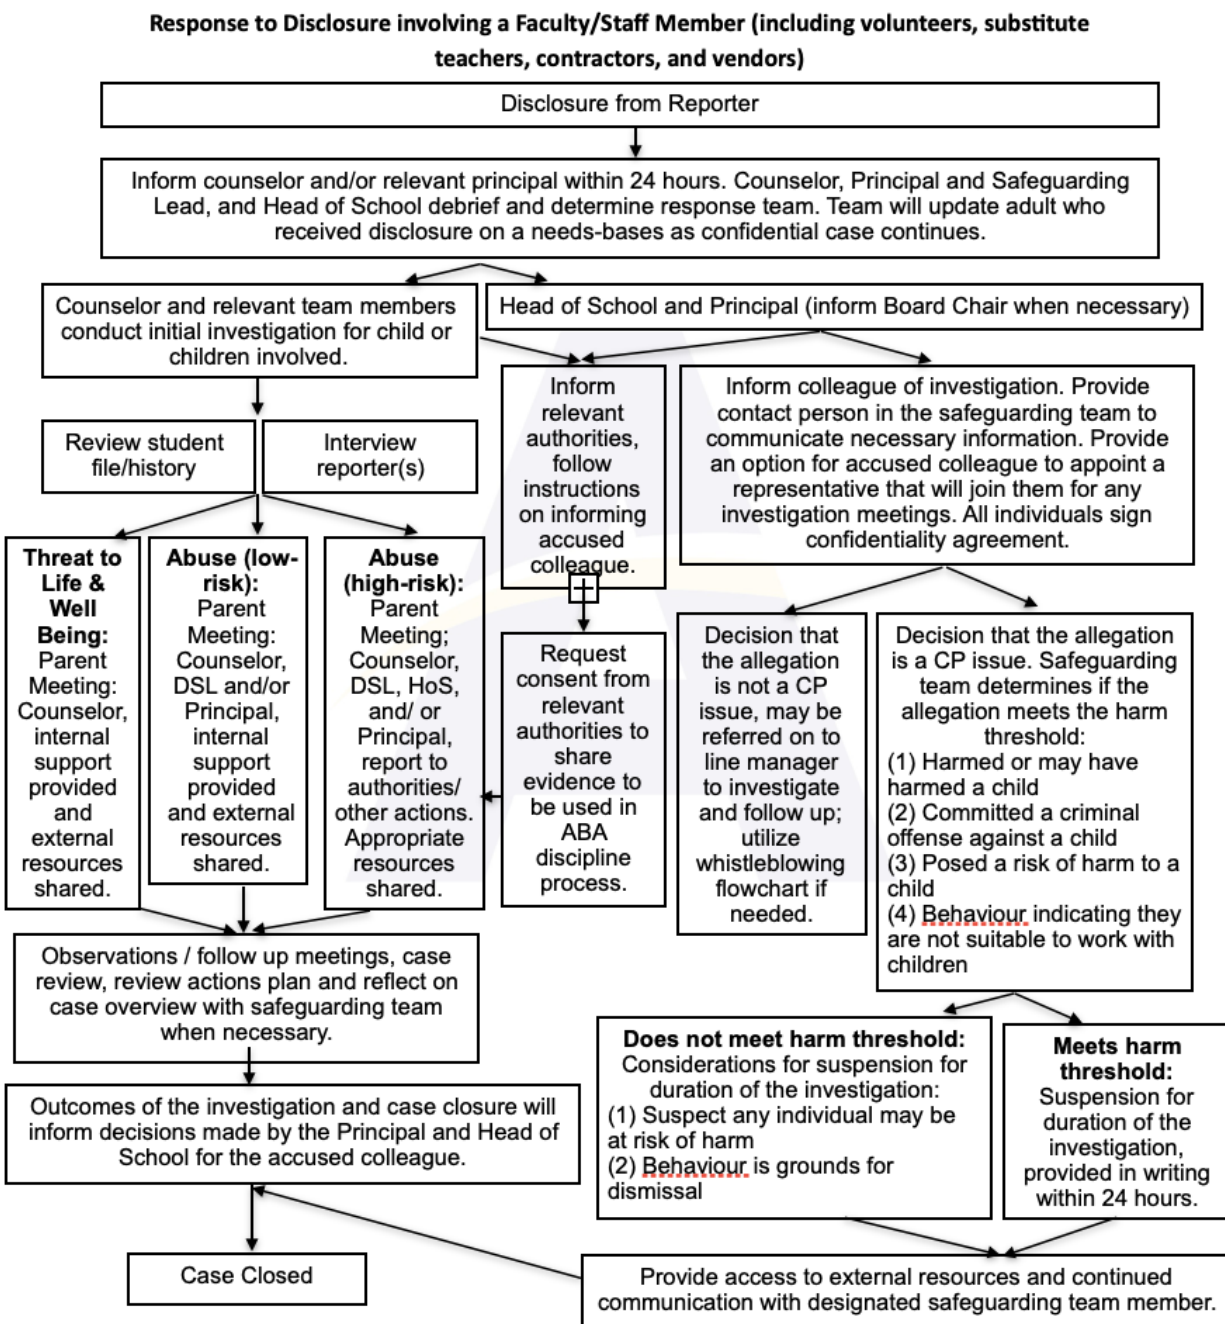 Response to Disclosure involving a Faculty/Staff Member (including volunteers, substitute
teachers, contractors, and vendors)
Disclosure from Reporter
Inform counselor and/or relevant principal within 24 hours. Counselor, Principal and Safeguarding
Lead, and Head of School debrief and determine response team. Team will update adult who
received disclosure on a needs-bases as confidential case continues.
Counselor and relevant team members
conduct initial investigation for child or
children involved.
Head of School and Principal (inform Board Chair when necessary)
Review student
file/history
Interview
reporter(s)
Inform
relevant
authorities,
follow
instructions
on informing
accused
colleague.
Inform colleague of investigation. Provide
contact person in the safeguarding team to
communicate necessary information. Provide
an option for accused colleague to appoint a
representative that will join them for any
investigation meetings. All individuals sign
confidentiality agreement.
Threat to
Life &
Well
Being:
Parent
Meeting:
Counselor,
internal
support
provided
and
external
resources
shared.
Abuse (low-
risk):
Parent
Meeting:
Counselor,
DSL and/or
Principal,
internal
support
provided
and external
resources
shared.
Abuse
(high-risk):
Parent
Meeting;
Counselor,
DSL, HoS,
and/ or
Principal,
report to
authorities/
other actions.
Appropriate
resources
shared.
Request
consent from
relevant
authorities to
share
evidence to
be used in
ABA
discipline
process.
Decision that
the allegation
is not a CP
issue, may be
referred on to
line manager
to investigate
and follow up;
utilize
whistleblowing
flowchart if
needed.
Decision that the allegation
is a CP issue. Safeguarding
team determines if the
allegation meets the harm
threshold:
(1) Harmed or may have
harmed a child
(2) Committed a criminal
offense against a child
(3) Posed a risk of harm to a
child
(4) Behaviour indicating they
are not suitable to work with
children
Observations / follow up meetings, case
review, review actions plan and reflect on
case overview with safeguarding team
when necessary.
Does not meet harm threshold:
Considerations for suspension for
duration of the investigation:
(1) Suspect any individual may be
at risk of harm
(2) Behaviour is grounds for
dismissal
Meets harm
threshold:
Suspension for
duration of the
investigation,
provided in writing
within 24 hours.
Outcomes of the investigation and case closure will
inform decisions made by the Principal and Head of
School for the accused colleague.
Case Closed
Provide access to external resources and continued
communication with designated safeguarding team member.